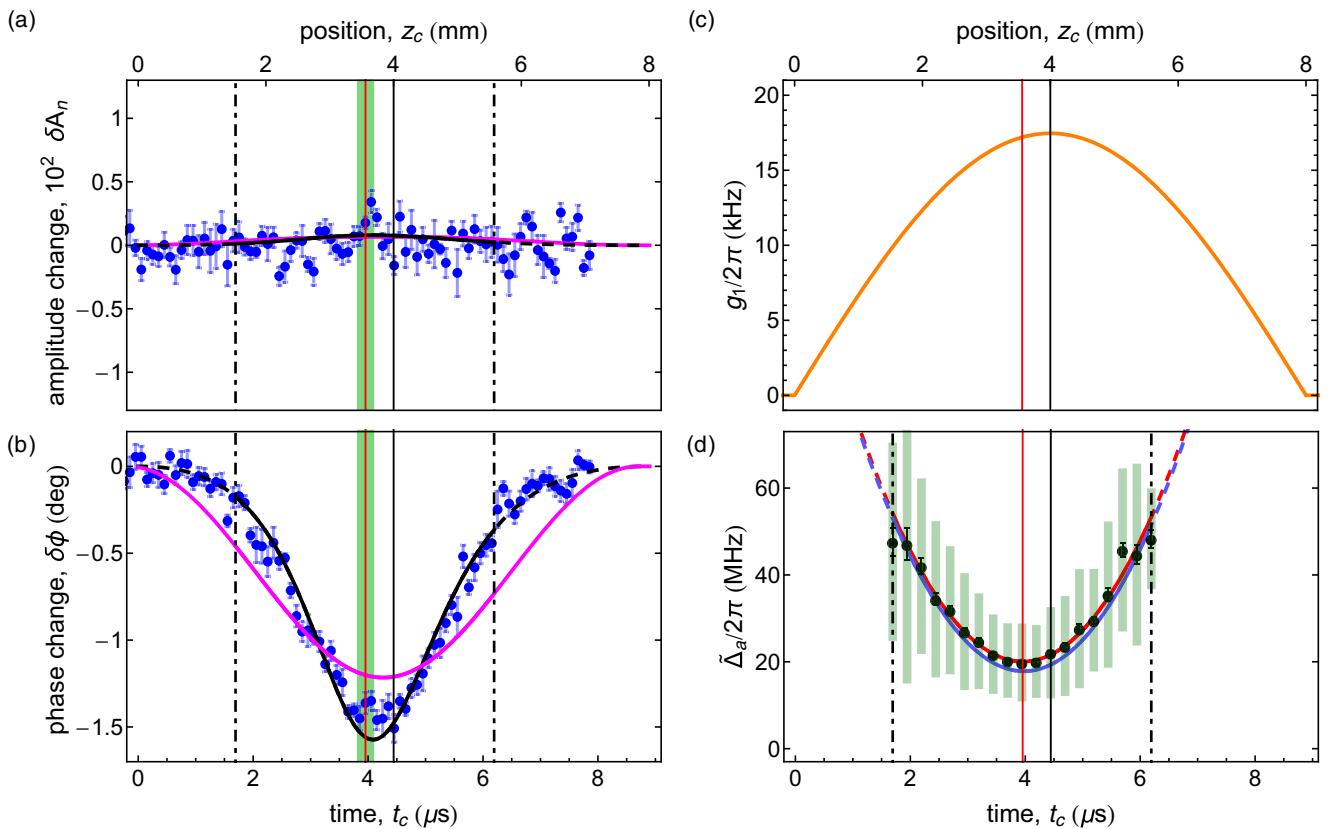 (a)
position, z_c (mm)
0 2 4 6 8
amplitude change, 10² δA_n
1
0.5
0
−0.5
−1
(b)
phase change, δϕ (deg)
0
−0.5
−1
−1.5
0 2 4 6 8
time, t_c (μs)
(c)
position, z_c (mm)
0 2 4 6 8
g_1/2π (kHz)
20
15
10
5
0
(d)
Δ̃_a/2π (MHz)
60
40
20
0
0 2 4 6 8
time, t_c (μs)